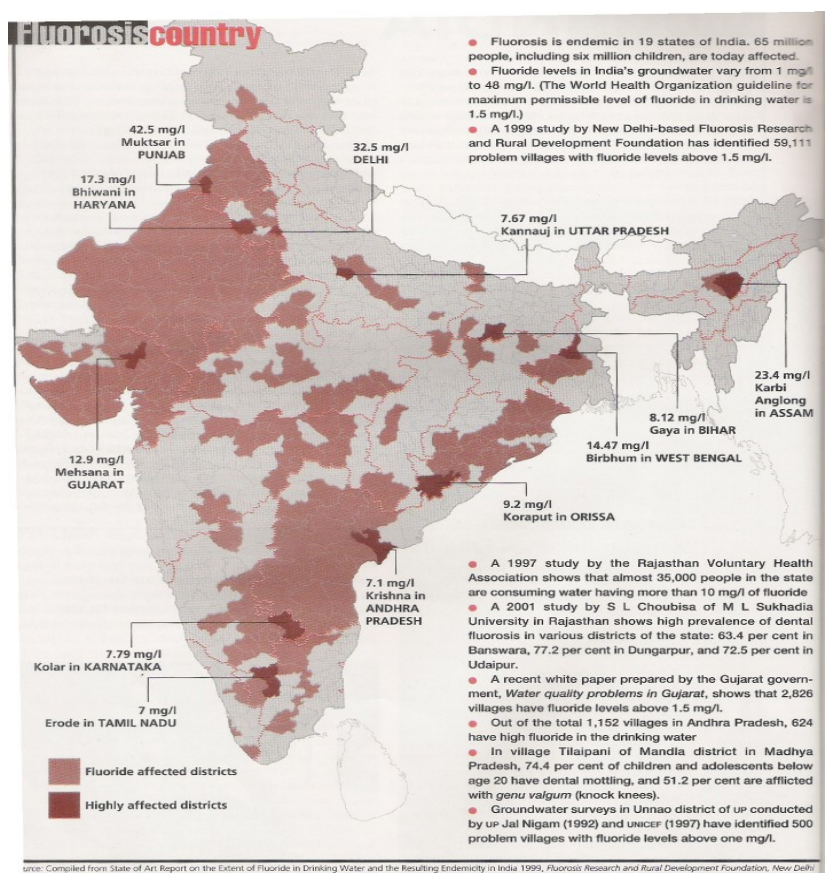 Fluorosiscountry
● Fluorosis is endemic in 19 states of India. 65 million
people, including six million children, are today affected.
● Fluoride levels in India's groundwater vary from 1 mg/l
to 48 mg/l. (The World Health Organization guideline for
maximum permissible level of fluoride in drinking water is
1.5 mg/l.)
● A 1999 study by New Delhi-based Fluorosis Research
and Rural Development Foundation has identified 59,111
problem villages with fluoride levels above 1.5 mg/l.
42.5 mg/l
Muktsar in
PUNJAB
32.5 mg/l
DELHI
17.3 mg/l
Bhiwani in
HARYANA
7.67 mg/l
Kannauj in UTTAR PRADESH
23.4 mg/l
Karbi
Anglong
in ASSAM
8.12 mg/l
Gaya in BIHAR
14.47 mg/l
Birbhum in WEST BENGAL
12.9 mg/l
Mehsana in
GUJARAT
9.2 mg/l
Koraput in ORISSA
7.1 mg/l
Krishna in
ANDHRA
PRADESH
7.79 mg/l
Kolar in KARNATAKA
7 mg/l
Erode in TAMIL NADU
Fluoride affected districts
Highly affected districts
● A 1997 study by the Rajasthan Voluntary Health
Association shows that almost 35,000 people in the state
are consuming water having more than 10 mg/l of fluoride
● A 2001 study by S L Choubisa of M L Sukhadia
University in Rajasthan shows high prevalence of dental
fluorosis in various districts of the state: 63.4 per cent in
Banswara, 77.2 per cent in Dungarpur, and 72.5 per cent in
Udaipur.
● A recent white paper prepared by the Gujarat govern-
ment, Water quality problems in Gujarat, shows that 2,826
villages have fluoride levels above 1.5 mg/l.
● Out of the total 1,152 villages in Andhra Pradesh, 624
have high fluoride in the drinking water
● In village Tilaipani of Mandla district in Madhya
Pradesh, 74.4 per cent of children and adolescents below
age 20 have dental mottling, and 51.2 per cent are afflicted
with genu valgum (knock knees).
● Groundwater surveys in Unnao district of UP conducted
by UP Jal Nigam (1992) and UNICEF (1997) have identified 500
problem villages with fluoride levels above one mg/l.
urce: Compiled from State of Art Report on the Extent of Fluoride in Drinking Water and the Resulting Endemicity in India 1999, Fluorosis Research and Rural Development Foundation, New Delhi